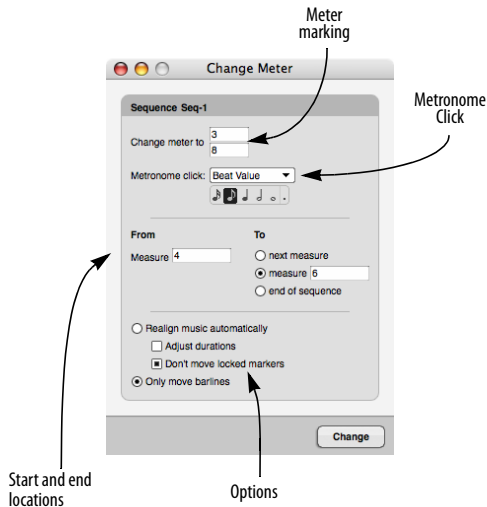 Meter
marking
Change Meter
Metronome
Click
Sequence Seq-1
Change meter to 3
8
Metronome click: Beat Value
From To
Measure 4
next measure
measure 6
end of sequence
Realign music automatically
Adjust durations
Don't move locked markers
Only move barlines
Change
Start and end
locations
Options